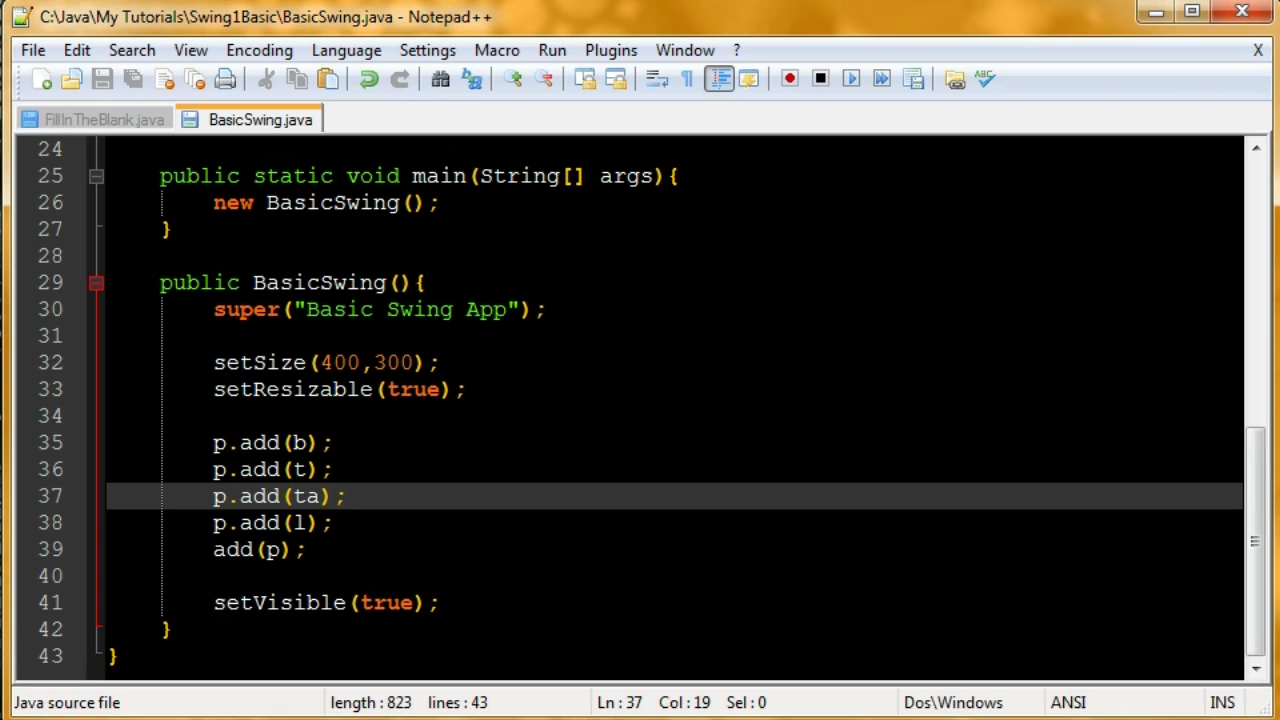 C:\Java\My Tutorials\Swing1Basic\BasicSwing.java - Notepad++
File Edit Search View Encoding Language Settings Macro Run Plugins Window ? X
FillInTheBlank.java BasicSwing.java
24
25 public static void main(String[] args){
26 new BasicSwing();
27 }
28
29 public BasicSwing(){
30 super("Basic Swing App");
31
32 setSize(400,300);
33 setResizable(true);
34
35 p.add(b);
36 p.add(t);
37 p.add(ta);
38 p.add(l);
39 add(p);
40
41 setVisible(true);
42 }
43 }
Java source file length : 823 lines : 43 Ln : 37 Col : 19 Sel : 0 Dos\Windows ANSI INS